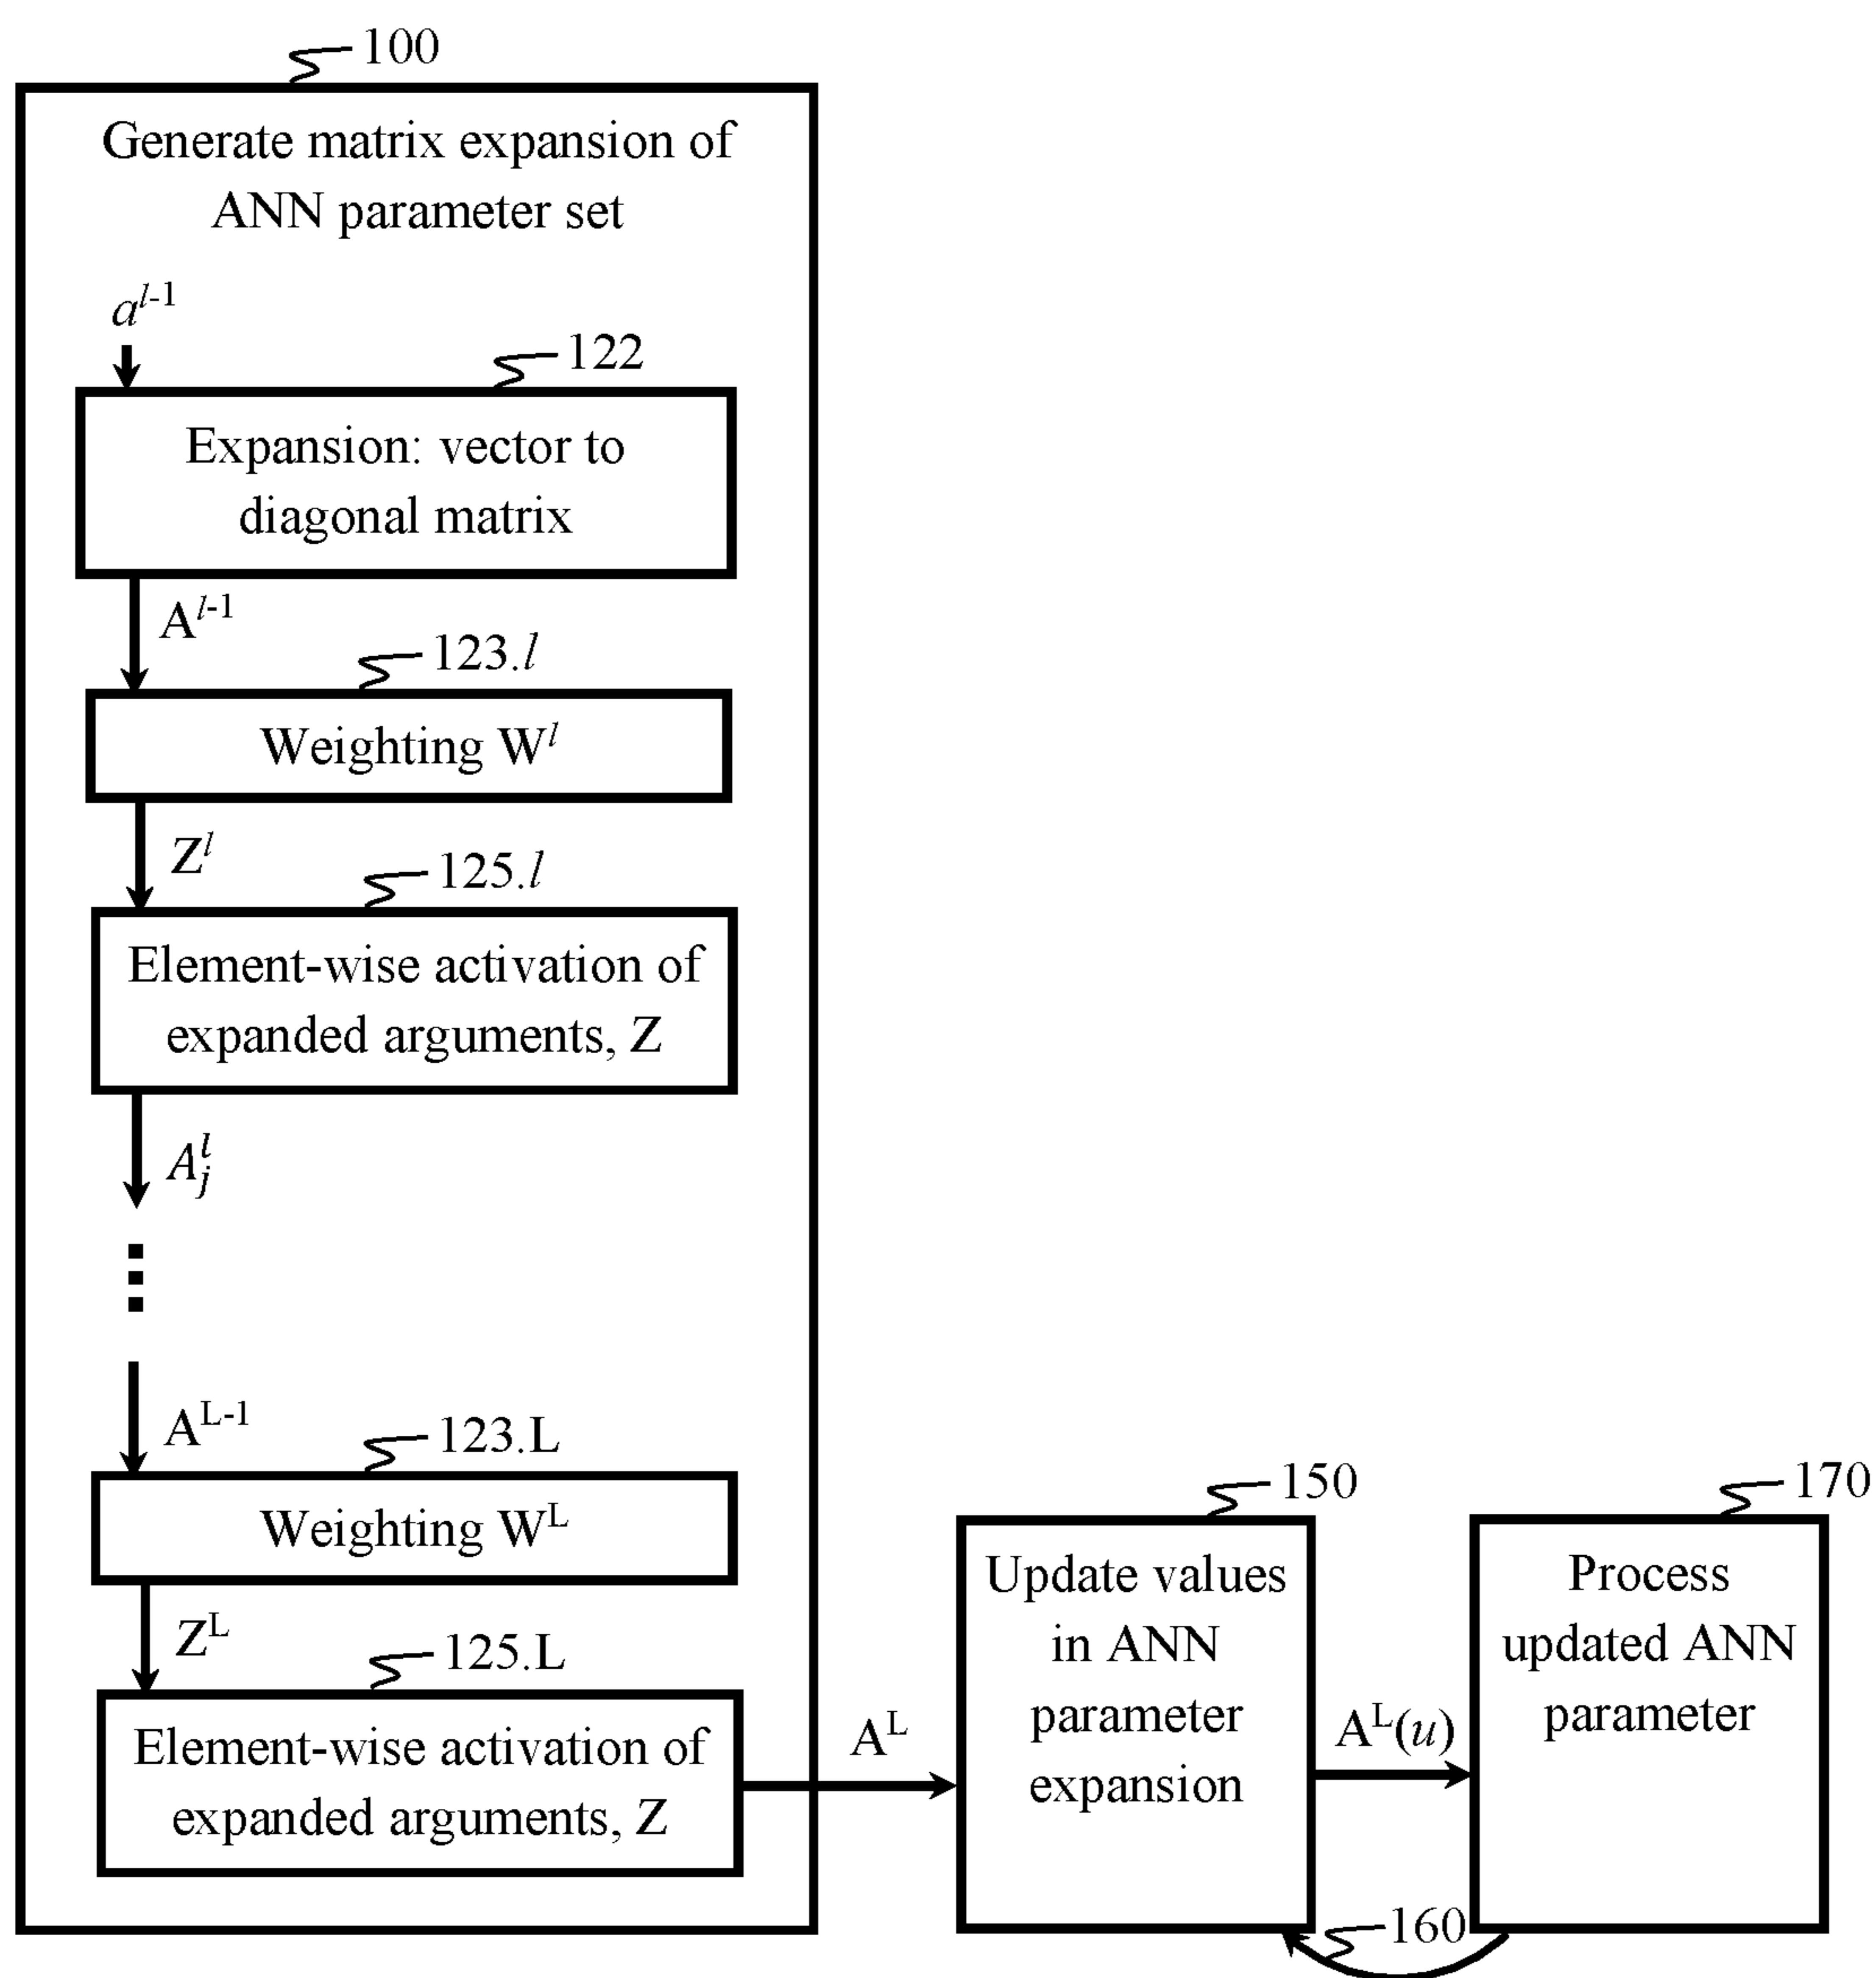 100
Generate matrix expansion of
ANN parameter set
a^{l-1}
122
Expansion: vector to
diagonal matrix
A^{l-1}
123.l
Weighting W^l
Z^l
125.l
Element-wise activation of
expanded arguments, Z
A_j^l
A^{L-1}
123.L
Weighting W^L
Z^L
125.L
Element-wise activation of
expanded arguments, Z
A^L
150
Update values
in ANN
parameter
expansion
A^L(u)
170
Process
updated ANN
parameter
160